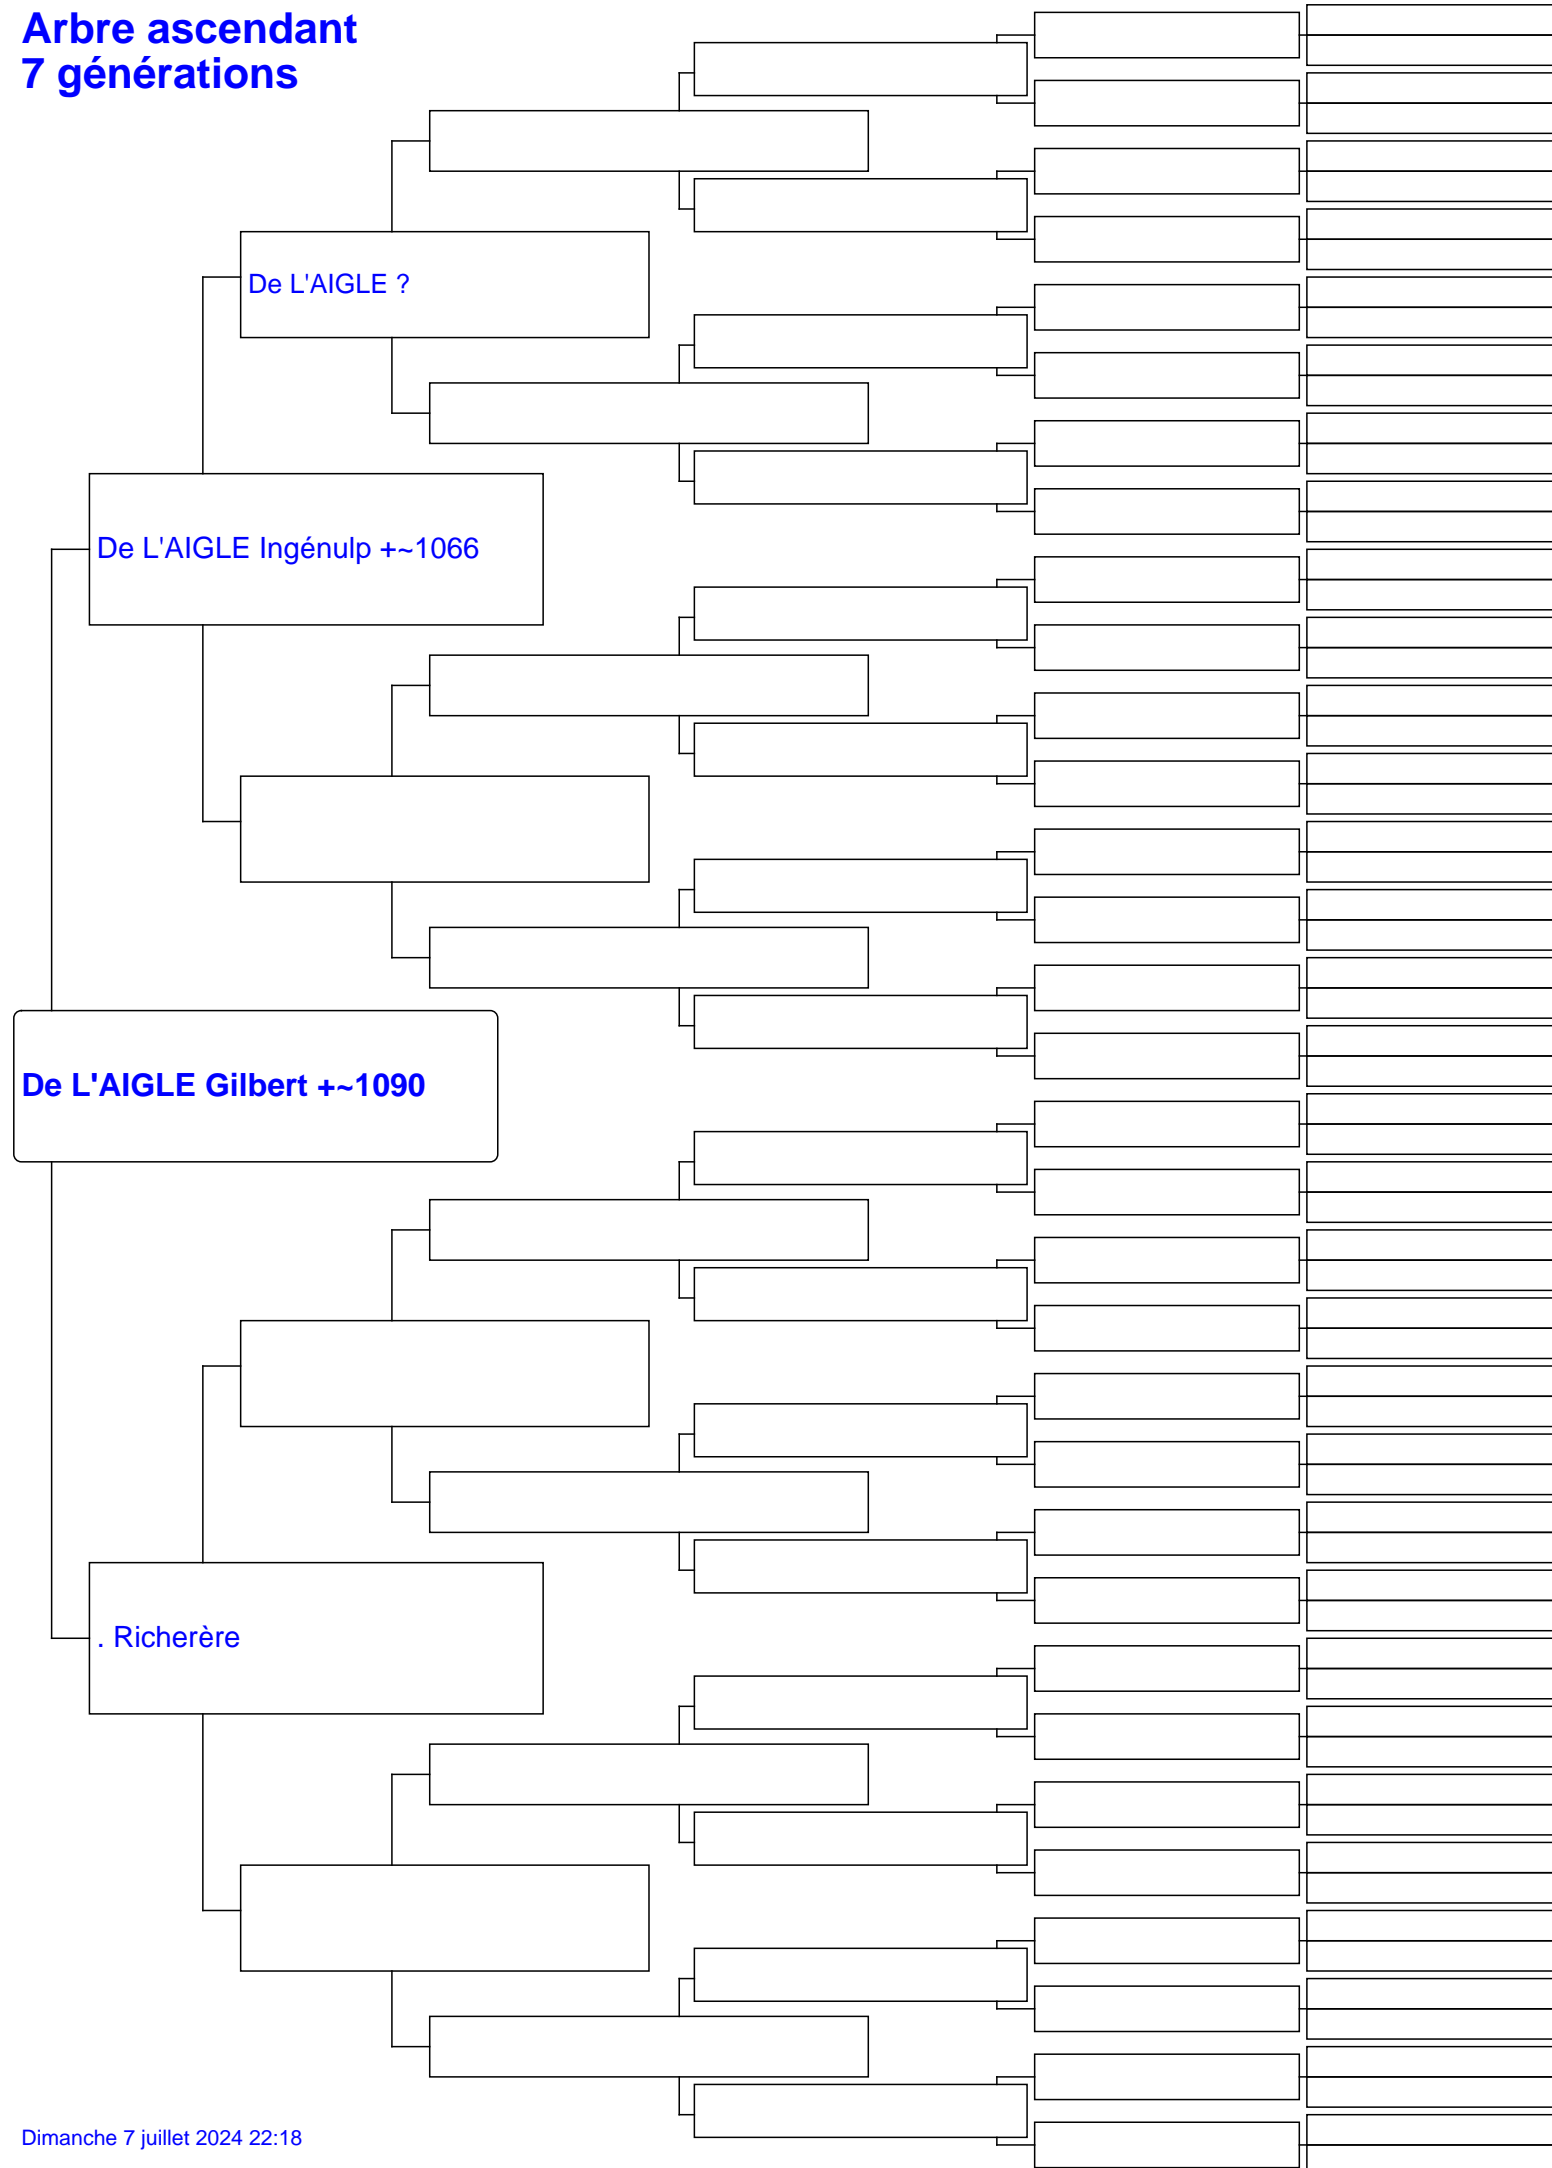 Arbre ascendant
7 générations
De L'AIGLE ?
De L'AIGLE Ingénulp +~1066
De L'AIGLE Gilbert +~1090
. Richerère
Dimanche 7 juillet 2024 22:18